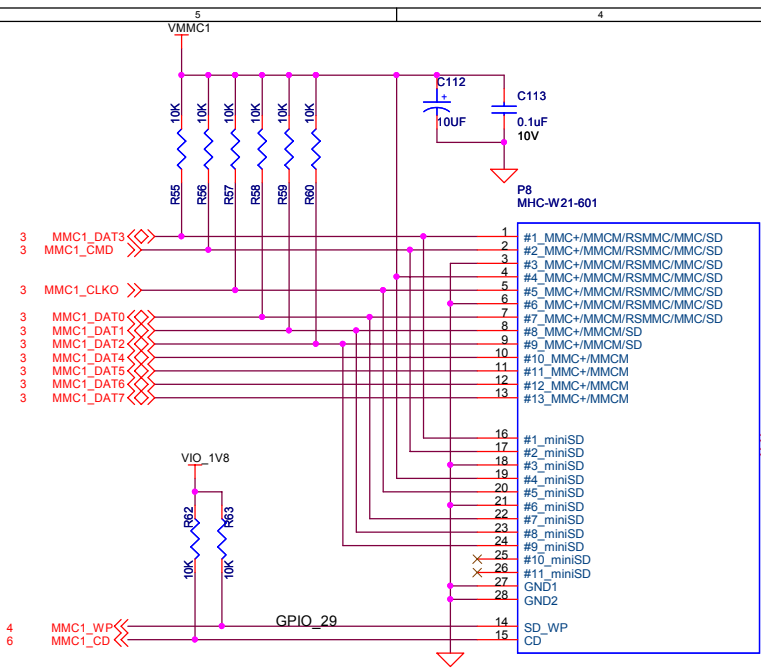 5 4
VMMC1
C112
10UF
C113
0.1uF
10V
10K 10K 10K 10K 10K 10K
R55 R56 R57 R58 R59 R60
P8
MHC-W21-601
3 MMC1_DAT3 1 #1_MMC+/MMCM/RSMMC/MMC/SD
3 MMC1_CMD 2 #2_MMC+/MMCM/RSMMC/MMC/SD
3 #3_MMC+/MMCM/RSMMC/MMC/SD
4 #4_MMC+/MMCM/RSMMC/MMC/SD
3 MMC1_CLKO 5 #5_MMC+/MMCM/RSMMC/MMC/SD
6 #6_MMC+/MMCM/RSMMC/MMC/SD
3 MMC1_DAT0 7 #7_MMC+/MMCM/RSMMC/MMC/SD
3 MMC1_DAT1 8 #8_MMC+/MMCM/SD
3 MMC1_DAT2 9 #9_MMC+/MMCM/SD
3 MMC1_DAT4 10 #10_MMC+/MMCM
3 MMC1_DAT5 11 #11_MMC+/MMCM
3 MMC1_DAT6 12 #12_MMC+/MMCM
3 MMC1_DAT7 13 #13_MMC+/MMCM
16 #1_miniSD
17 #2_miniSD
18 #3_miniSD
19 #4_miniSD
20 #5_miniSD
21 #6_miniSD
22 #7_miniSD
23 #8_miniSD
24 #9_miniSD
25 #10_miniSD
26 #11_miniSD
27 GND1
28 GND2
VIO_1V8
R62 R63
10K 10K
GPIO_29
4 MMC1_WP 14 SD_WP
6 MMC1_CD 15 CD